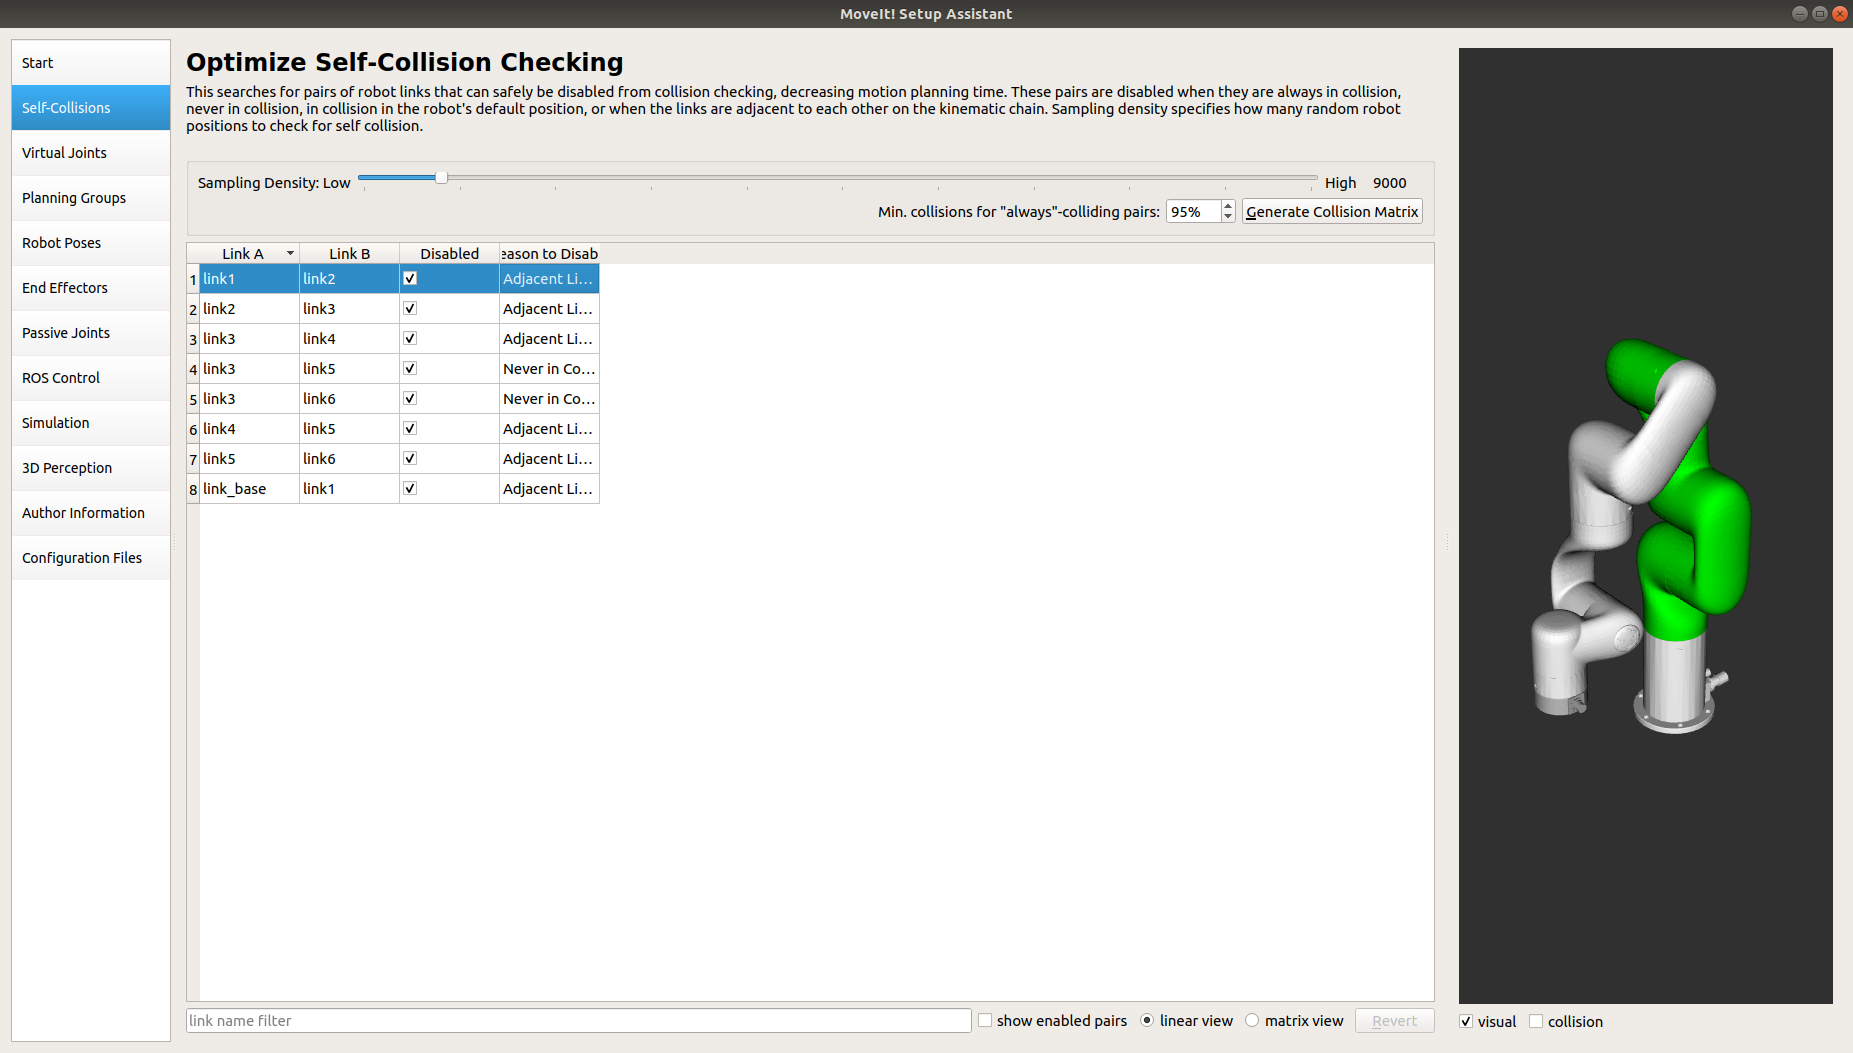 MoveIt! Setup Assistant
Start
Self-Collisions
Virtual Joints
Planning Groups
Robot Poses
End Effectors
Passive Joints
ROS Control
Simulation
3D Perception
Author Information
Configuration Files
Optimize Self-Collision Checking
This searches for pairs of robot links that can safely be disabled from collision checking, decreasing motion planning time. These pairs are disabled when they are always in collision,
never in collision, in collision in the robot's default position, or when the links are adjacent to each other on the kinematic chain. Sampling density specifies how many random robot
positions to check for self collision.
Sampling Density: Low High 9000
Min. collisions for "always"-colliding pairs: 95% Generate Collision Matrix
Link A Link B Disabled eason to Disab
1 link1 link2 Adjacent Li...
2 link2 link3 Adjacent Li...
3 link3 link4 Adjacent Li...
4 link3 link5 Never in Co...
5 link3 link6 Never in Co...
6 link4 link5 Adjacent Li...
7 link5 link6 Adjacent Li...
8 link_base link1 Adjacent Li...
link name filter show enabled pairs linear view matrix view Revert
visual collision